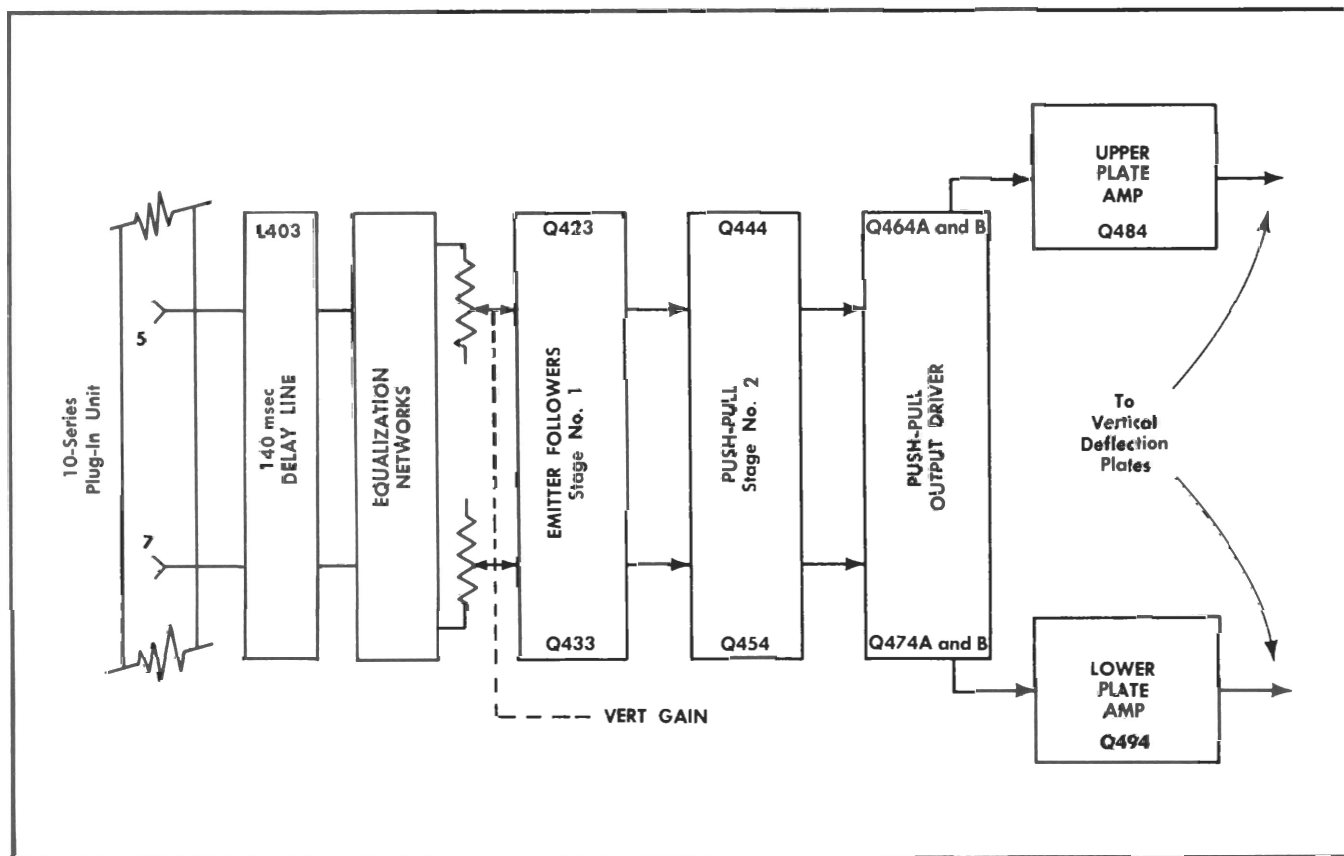 10-Series
Plug-In Unit
5
7
L403
140 msec
DELAY LINE
EQUALIZATION
NETWORKS
Q423
EMITTER FOLLOWERS
Stage No. 1
Q433
Q444
PUSH-PULL
Stage No. 2
Q454
Q464A and B
PUSH-PULL
OUTPUT DRIVER
Q474A and B
UPPER
PLATE
AMP
Q484
To
Vertical
Deflection
Plates
LOWER
PLATE
AMP
Q494
VERT GAIN